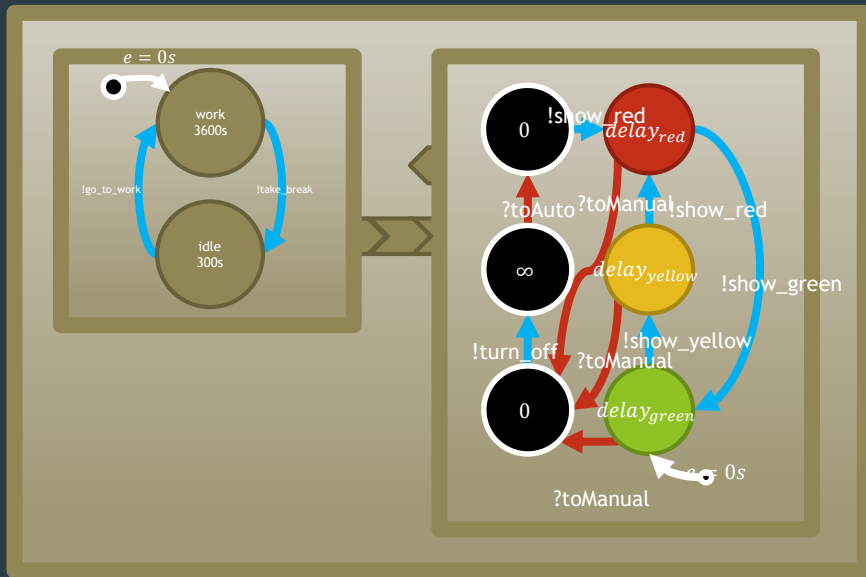 e = 0s
work
3600s
!go_to_work
!take_break
idle
300s
0
!show_red
delay_red
?toAuto
?toManual
!show_red
∞
delay_yellow
!show_green
!turn_off
!show_yellow
?toManual
0
delay_green
e = 0s
?toManual